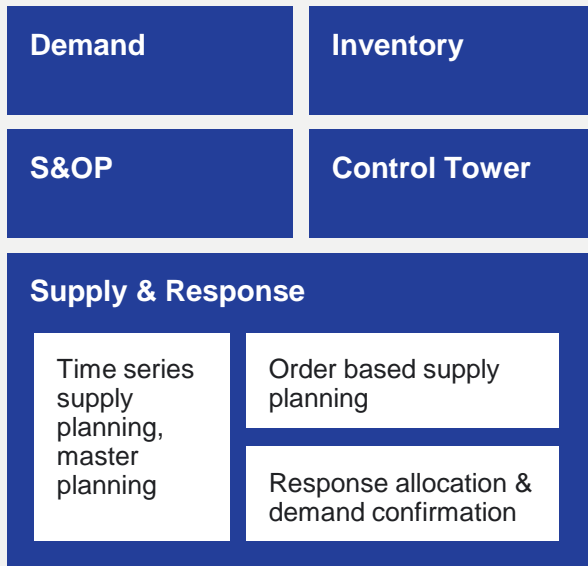 Demand
Inventory
S&OP
Control Tower
Supply & Response
Time series
supply
planning,
master
planning
Order based supply
planning
Response allocation &
demand confirmation